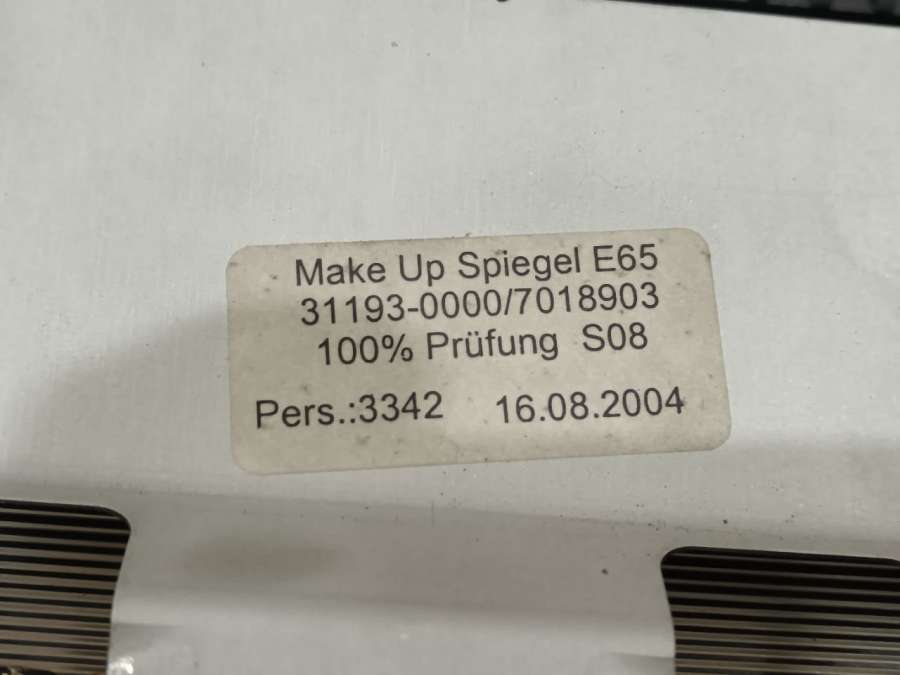 Make Up Spiegel E65
31193-0000/7018903
100% Prüfung S08
Pers.:3342 16.08.2004